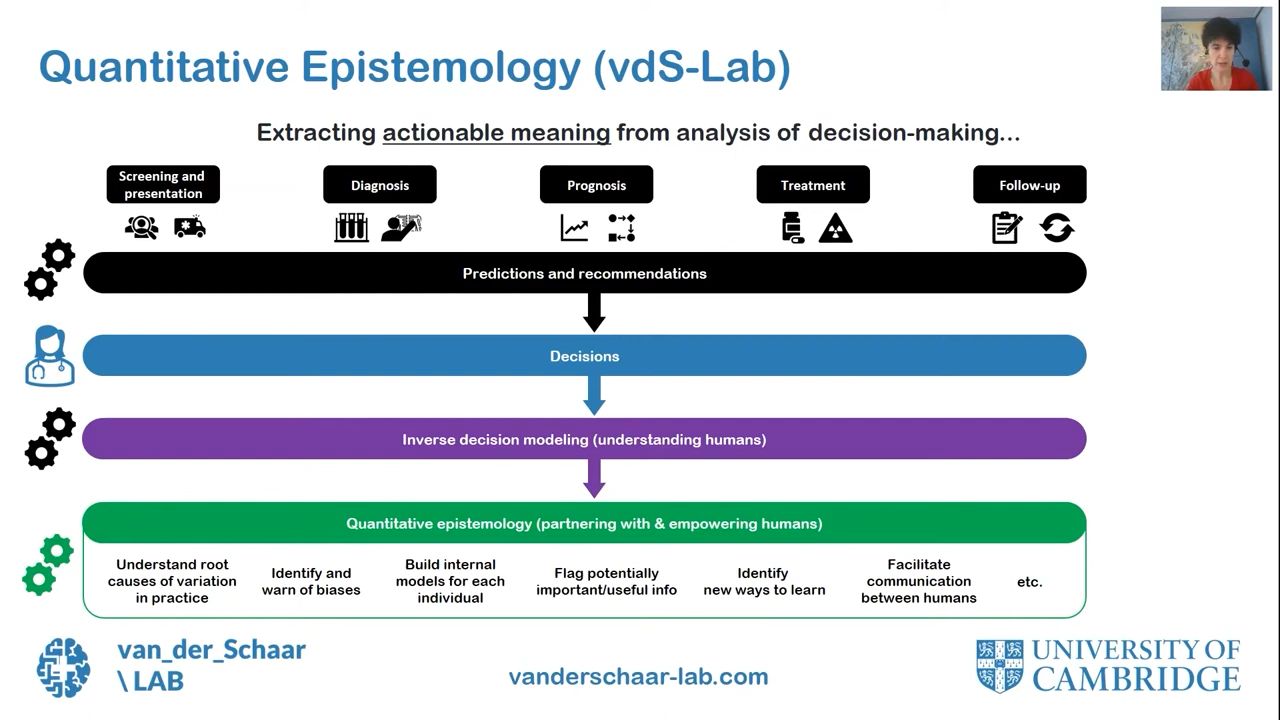 Quantitative Epistemology (vdS-Lab)
Extracting actionable meaning from analysis of decision-making...
Screening and
presentation
Diagnosis
Prognosis
Treatment
Follow-up
Predictions and recommendations
Decisions
Inverse decision modeling (understanding humans)
Quantitative epistemology (partnering with & empowering humans)
Understand root
causes of variation
in practice
Identify and
warn of biases
Build internal
models for each
individual
Flag potentially
important/useful info
Identify
new ways to learn
Facilitate
communication
between humans
etc.
van_der_Schaar
\ LAB
vanderschaar-lab.com
UNIVERSITY OF
CAMBRIDGE